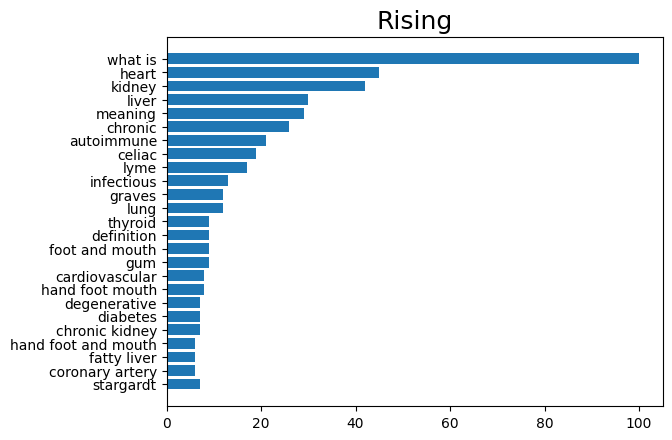 Rising
what is
heart
kidney
liver
meaning
chronic
autoimmune
celiac
lyme
infectious
graves
lung
thyroid
definition
foot and mouth
gum
cardiovascular
hand foot mouth
degenerative
diabetes
chronic kidney
hand foot and mouth
fatty liver
coronary artery
stargardt
0 20 40 60 80 100